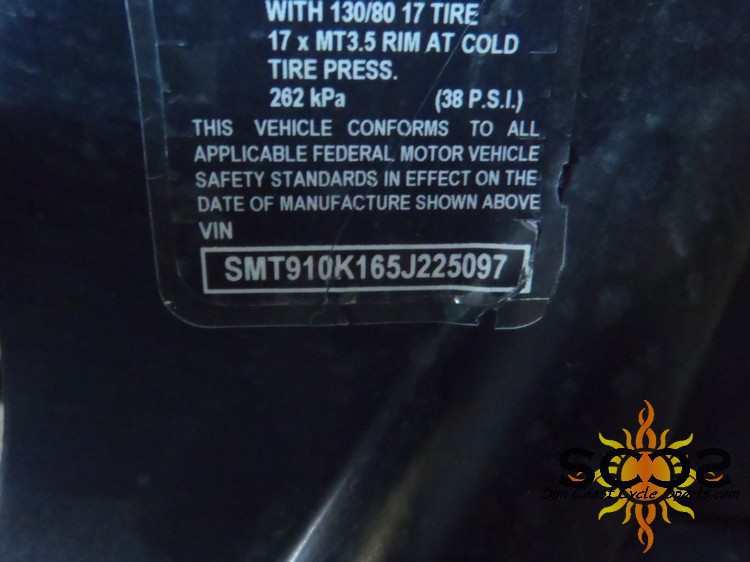 WITH 130/80 17 TIRE
17 x MT3.5 RIM AT COLD
TIRE PRESS.
262 kPa (38 P.S.I.)
THIS VEHICLE CONFORMS TO ALL
APPLICABLE FEDERAL MOTOR VEHICLE
SAFETY STANDARDS IN EFFECT ON THE
DATE OF MANUFACTURE SHOWN ABOVE
VIN
SMT910K165J225097
SCCS
Sun Coast Cycle Sports.com